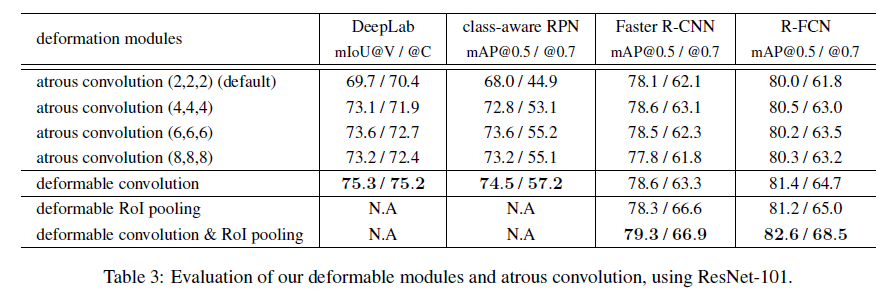 deformation modules DeepLab class-aware RPN Faster R-CNN R-FCN
mIoU@V / @C mAP@0.5 / @0.7 mAP@0.5 / @0.7 mAP@0.5 / @0.7
atrous convolution (2,2,2) (default) 69.7 / 70.4 68.0 / 44.9 78.1 / 62.1 80.0 / 61.8
atrous convolution (4,4,4) 73.1 / 71.9 72.8 / 53.1 78.6 / 63.1 80.5 / 63.0
atrous convolution (6,6,6) 73.6 / 72.7 73.6 / 55.2 78.5 / 62.3 80.2 / 63.5
atrous convolution (8,8,8) 73.2 / 72.4 73.2 / 55.1 77.8 / 61.8 80.3 / 63.2
deformable convolution 75.3 / 75.2 74.5 / 57.2 78.6 / 63.3 81.4 / 64.7
deformable RoI pooling N.A N.A 78.3 / 66.6 81.2 / 65.0
deformable convolution & RoI pooling N.A N.A 79.3 / 66.9 82.6 / 68.5
Table 3: Evaluation of our deformable modules and atrous convolution, using ResNet-101.